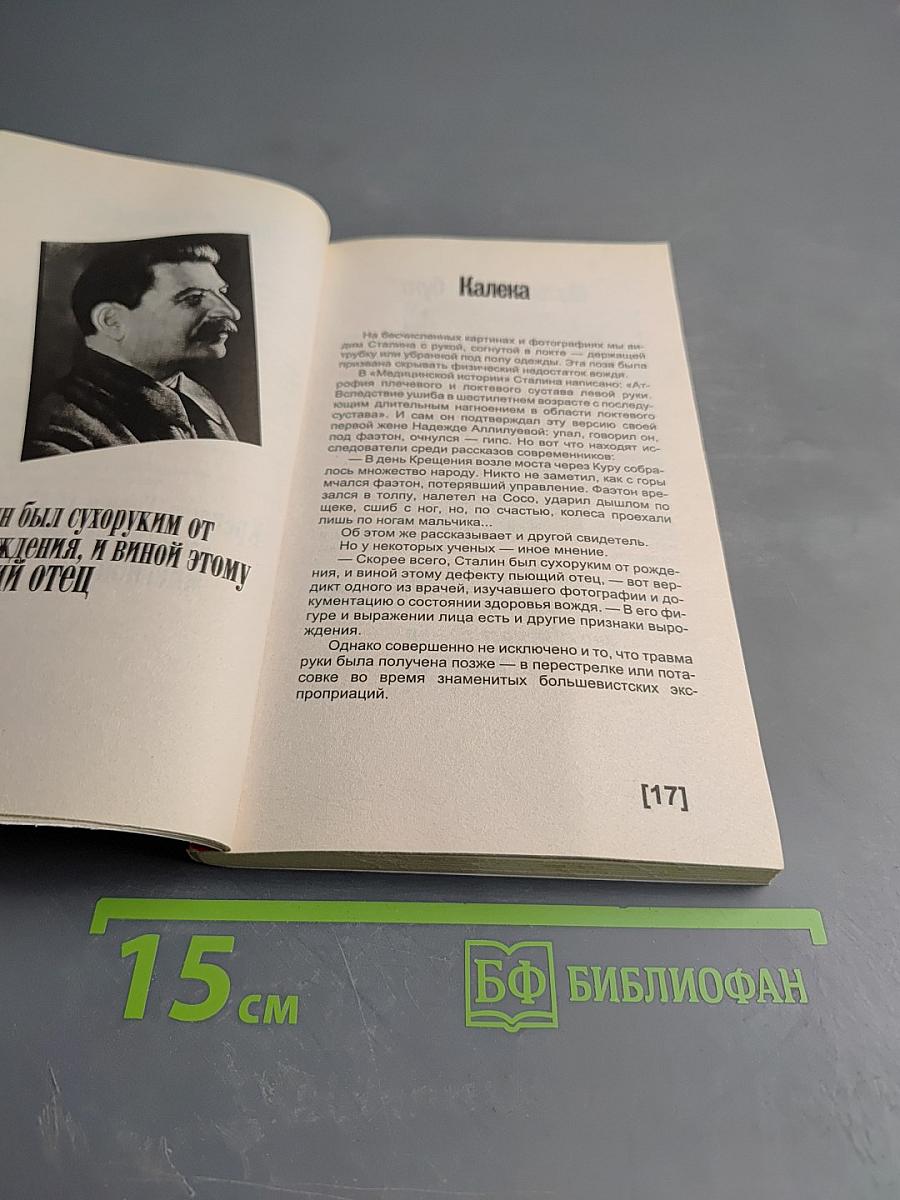 н был сухоруким от
ждения, и виной этому
ий отец
Калека
На бесчисленных картинах и фотографиях мы ви-
дим Сталина с рукой, согнутой в локте — держащей
трубку или убранной под полу одежды. Эта поза была
призвана скрывать физический недостаток вождя.
В «Медицинской истории» Сталина написано: «Ат-
рофия плечевого и локтевого сустава левой руки.
Вследствие ушиба в шестилетнем возрасте с последу-
ющим длительным нагноением в области локтевого
сустава». И сам он подтверждал эту версию своей
первой жене Надежде Аллилуевой: упал, говорил он,
под фаэтон, очнулся — гипс. Но вот что находят ис-
следователи среди рассказов современников:
— В день Крещения возле моста через Куру собра-
лось множество народу. Никто не заметил, как с горы
мчался фаэтон, потерявший управление. Фаэтон вре-
зался в толпу, налетел на Сосо, ударил дышлом по
щеке, сшиб с ног, но, по счастью, колеса проехали
лишь по ногам мальчика...
Об этом же рассказывает и другой свидетель.
Но у некоторых ученых — иное мнение.
— Скорее всего, Сталин был сухоруким от рожде-
ния, и виной этому дефекту пьющий отец, — вот вер-
дикт одного из врачей, изучавшего фотографии и до-
кументацию о состоянии здоровья вождя. — В его фи-
гуре и выражении лица есть и другие признаки выро-
ждения.
Однако совершенно не исключено и то, что травма
руки была получена позже — в перестрелке или пота-
совке во время знаменитых большевистских экс-
проприаций.
[17]
15 см
БФ БИБЛИОФАН